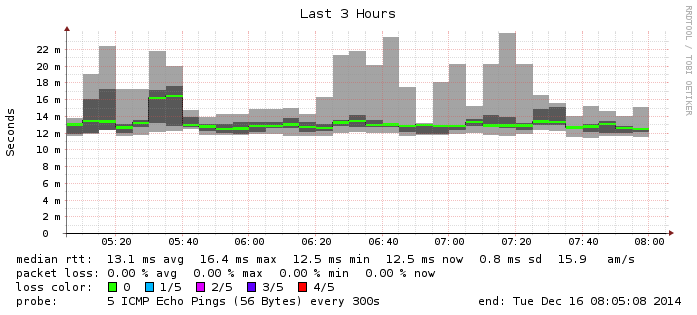 Last 3 Hours
RRDTOOL / TOBI OETIKER
Seconds
22 m
20 m
18 m
16 m
14 m
12 m
10 m
8 m
6 m
4 m
2 m
0
05:20 05:40 06:00 06:20 06:40 07:00 07:20 07:40 08:00
median rtt: 13.1 ms avg 16.4 ms max 12.5 ms min 12.5 ms now 0.8 ms sd 15.9 am/s
packet loss: 0.00 % avg 0.00 % max 0.00 % min 0.00 % now
loss color: 0 1/5 2/5 3/5 4/5
probe: 5 ICMP Echo Pings (56 Bytes) every 300s end: Tue Dec 16 08:05:08 2014